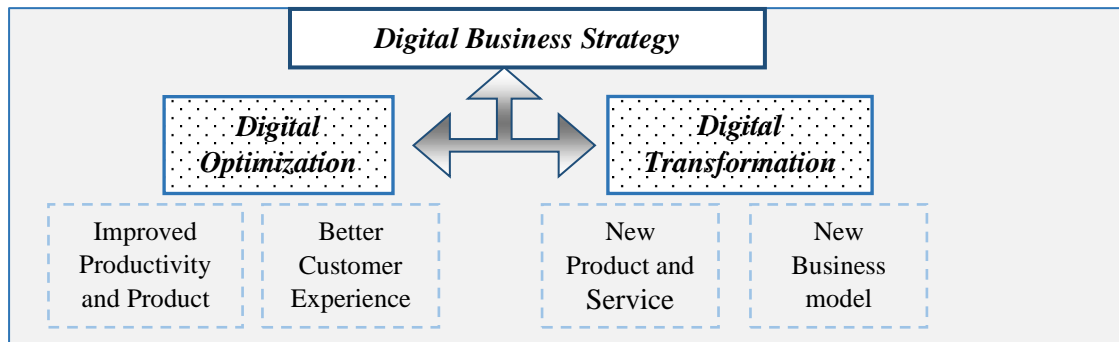 Digital Business Strategy
Digital
Optimization
Digital
Transformation
Improved
Productivity
and Product
Better
Customer
Experience
New
Product and
Service
New
Business
model